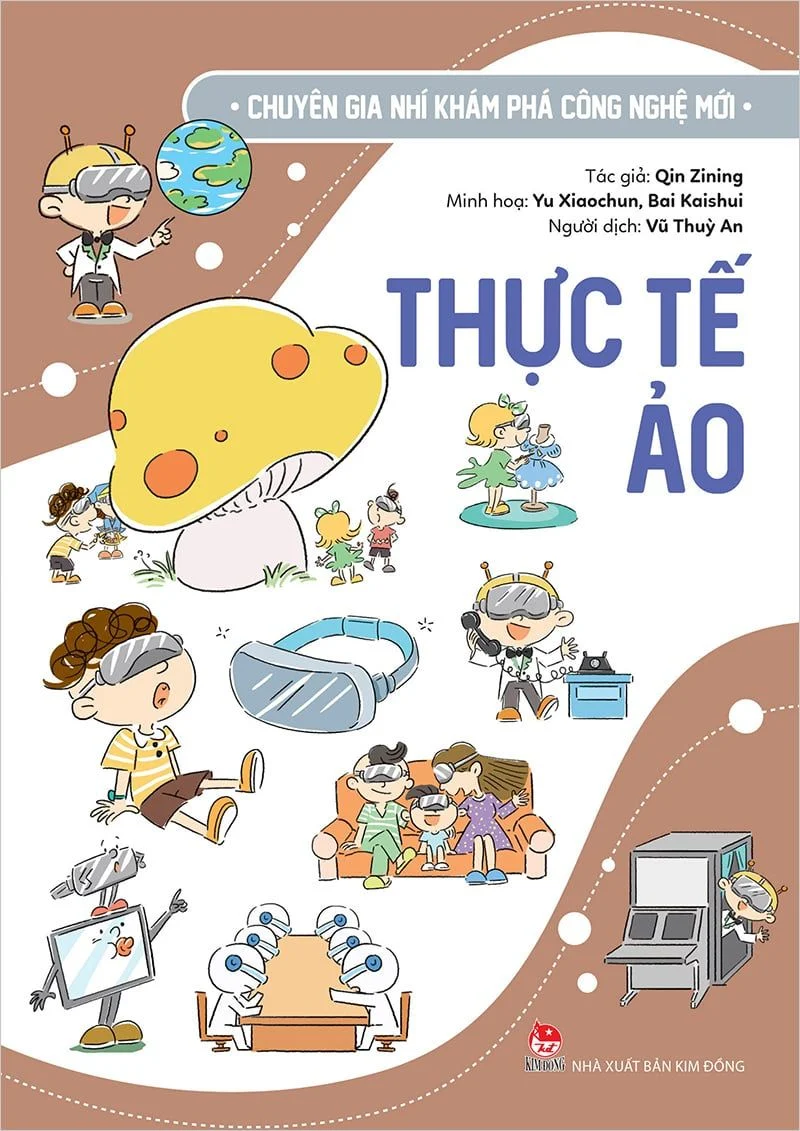 • CHUYÊN GIA NHÍ KHÁM PHÁ CÔNG NGHỆ MỚI •
Tác giả: Qin Zining
Minh hoạ: Yu Xiaochun, Bai Kaishui
Người dịch: Vũ Thuỳ An
THỰC TẾ
ẢO
KIM ĐỒNG
NHÀ XUẤT BẢN KIM ĐỒNG